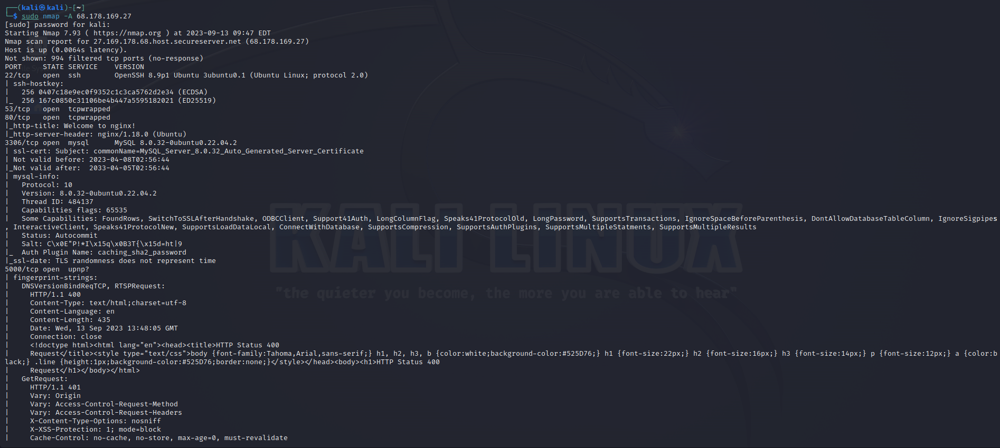 ┌──(kali㉿kali)-[~]
└─$ sudo nmap -A 68.178.169.27
[sudo] password for kali:
Starting Nmap 7.93 ( https://nmap.org ) at 2023-09-13 09:47 EDT
Nmap scan report for 27.169.178.68.host.secureserver.net (68.178.169.27)
Host is up (0.0064s latency).
Not shown: 994 filtered tcp ports (no-response)
PORT     STATE SERVICE    VERSION
22/tcp   open  ssh        OpenSSH 8.9p1 Ubuntu 3ubuntu0.1 (Ubuntu Linux; protocol 2.0)
| ssh-hostkey:
|   256 0407c18e9ec0f9352c1c3ca5762d2e34 (ECDSA)
|_  256 167c0850c31106be4b447a5595182021 (ED25519)
53/tcp   open  tcpwrapped
80/tcp   open  tcpwrapped
|_http-title: Welcome to nginx!
|_http-server-header: nginx/1.18.0 (Ubuntu)
3306/tcp open  mysql      MySQL 8.0.32-0ubuntu0.22.04.2
| ssl-cert: Subject: commonName=MySQL_Server_8.0.32_Auto_Generated_Server_Certificate
| Not valid before: 2023-04-08T02:56:44
|_Not valid after:  2033-04-05T02:56:44
| mysql-info:
|   Protocol: 10
|   Version: 8.0.32-0ubuntu0.22.04.2
|   Thread ID: 484137
|   Capabilities flags: 65535
|   Some Capabilities: FoundRows, SwitchToSSLAfterHandshake, ODBCClient, Support41Auth, LongColumnFlag, Speaks41ProtocolOld, LongPassword, SupportsTransactions, IgnoreSpaceBeforeParenthesis, DontAllowDatabaseTableColumn, IgnoreSigpipes
, InteractiveClient, Speaks41ProtocolNew, SupportsLoadDataLocal, ConnectWithDatabase, SupportsCompression, SupportsAuthPlugins, SupportsMultipleStatments, SupportsMultipleResults
|   Status: Autocommit
|   Salt: C\x0E"P!*I\x15q\x0B3T{\x15d=ht|9
|_  Auth Plugin Name: caching_sha2_password
|_ssl-date: TLS randomness does not represent time
5000/tcp open  upnp?
| fingerprint-strings:
|   DNSVersionBindReqTCP, RTSPRequest:
|     HTTP/1.1 400
|     Content-Type: text/html;charset=utf-8
|     Content-Language: en
|     Content-Length: 435
|     Date: Wed, 13 Sep 2023 13:48:05 GMT
|     Connection: close
|     <!doctype html><html lang="en"><head><title>HTTP Status 400
|     Request</title><style type="text/css">body {font-family:Tahoma,Arial,sans-serif;} h1, h2, h3, b {color:white;background-color:#525D76;} h1 {font-size:22px;} h2 {font-size:16px;} h3 {font-size:14px;} p {font-size:12px;} a {color:b
lack;} .line {height:1px;background-color:#525D76;border:none;}</style></head><body><h1>HTTP Status 400
|     Request</h1></body></html>
|   GetRequest:
|     HTTP/1.1 401
|     Vary: Origin
|     Vary: Access-Control-Request-Method
|     Vary: Access-Control-Request-Headers
|     X-Content-Type-Options: nosniff
|     X-XSS-Protection: 1; mode=block
|     Cache-Control: no-cache, no-store, max-age=0, must-revalidate
KALI LINUX
"the quieter you become, the more you are able to hear"